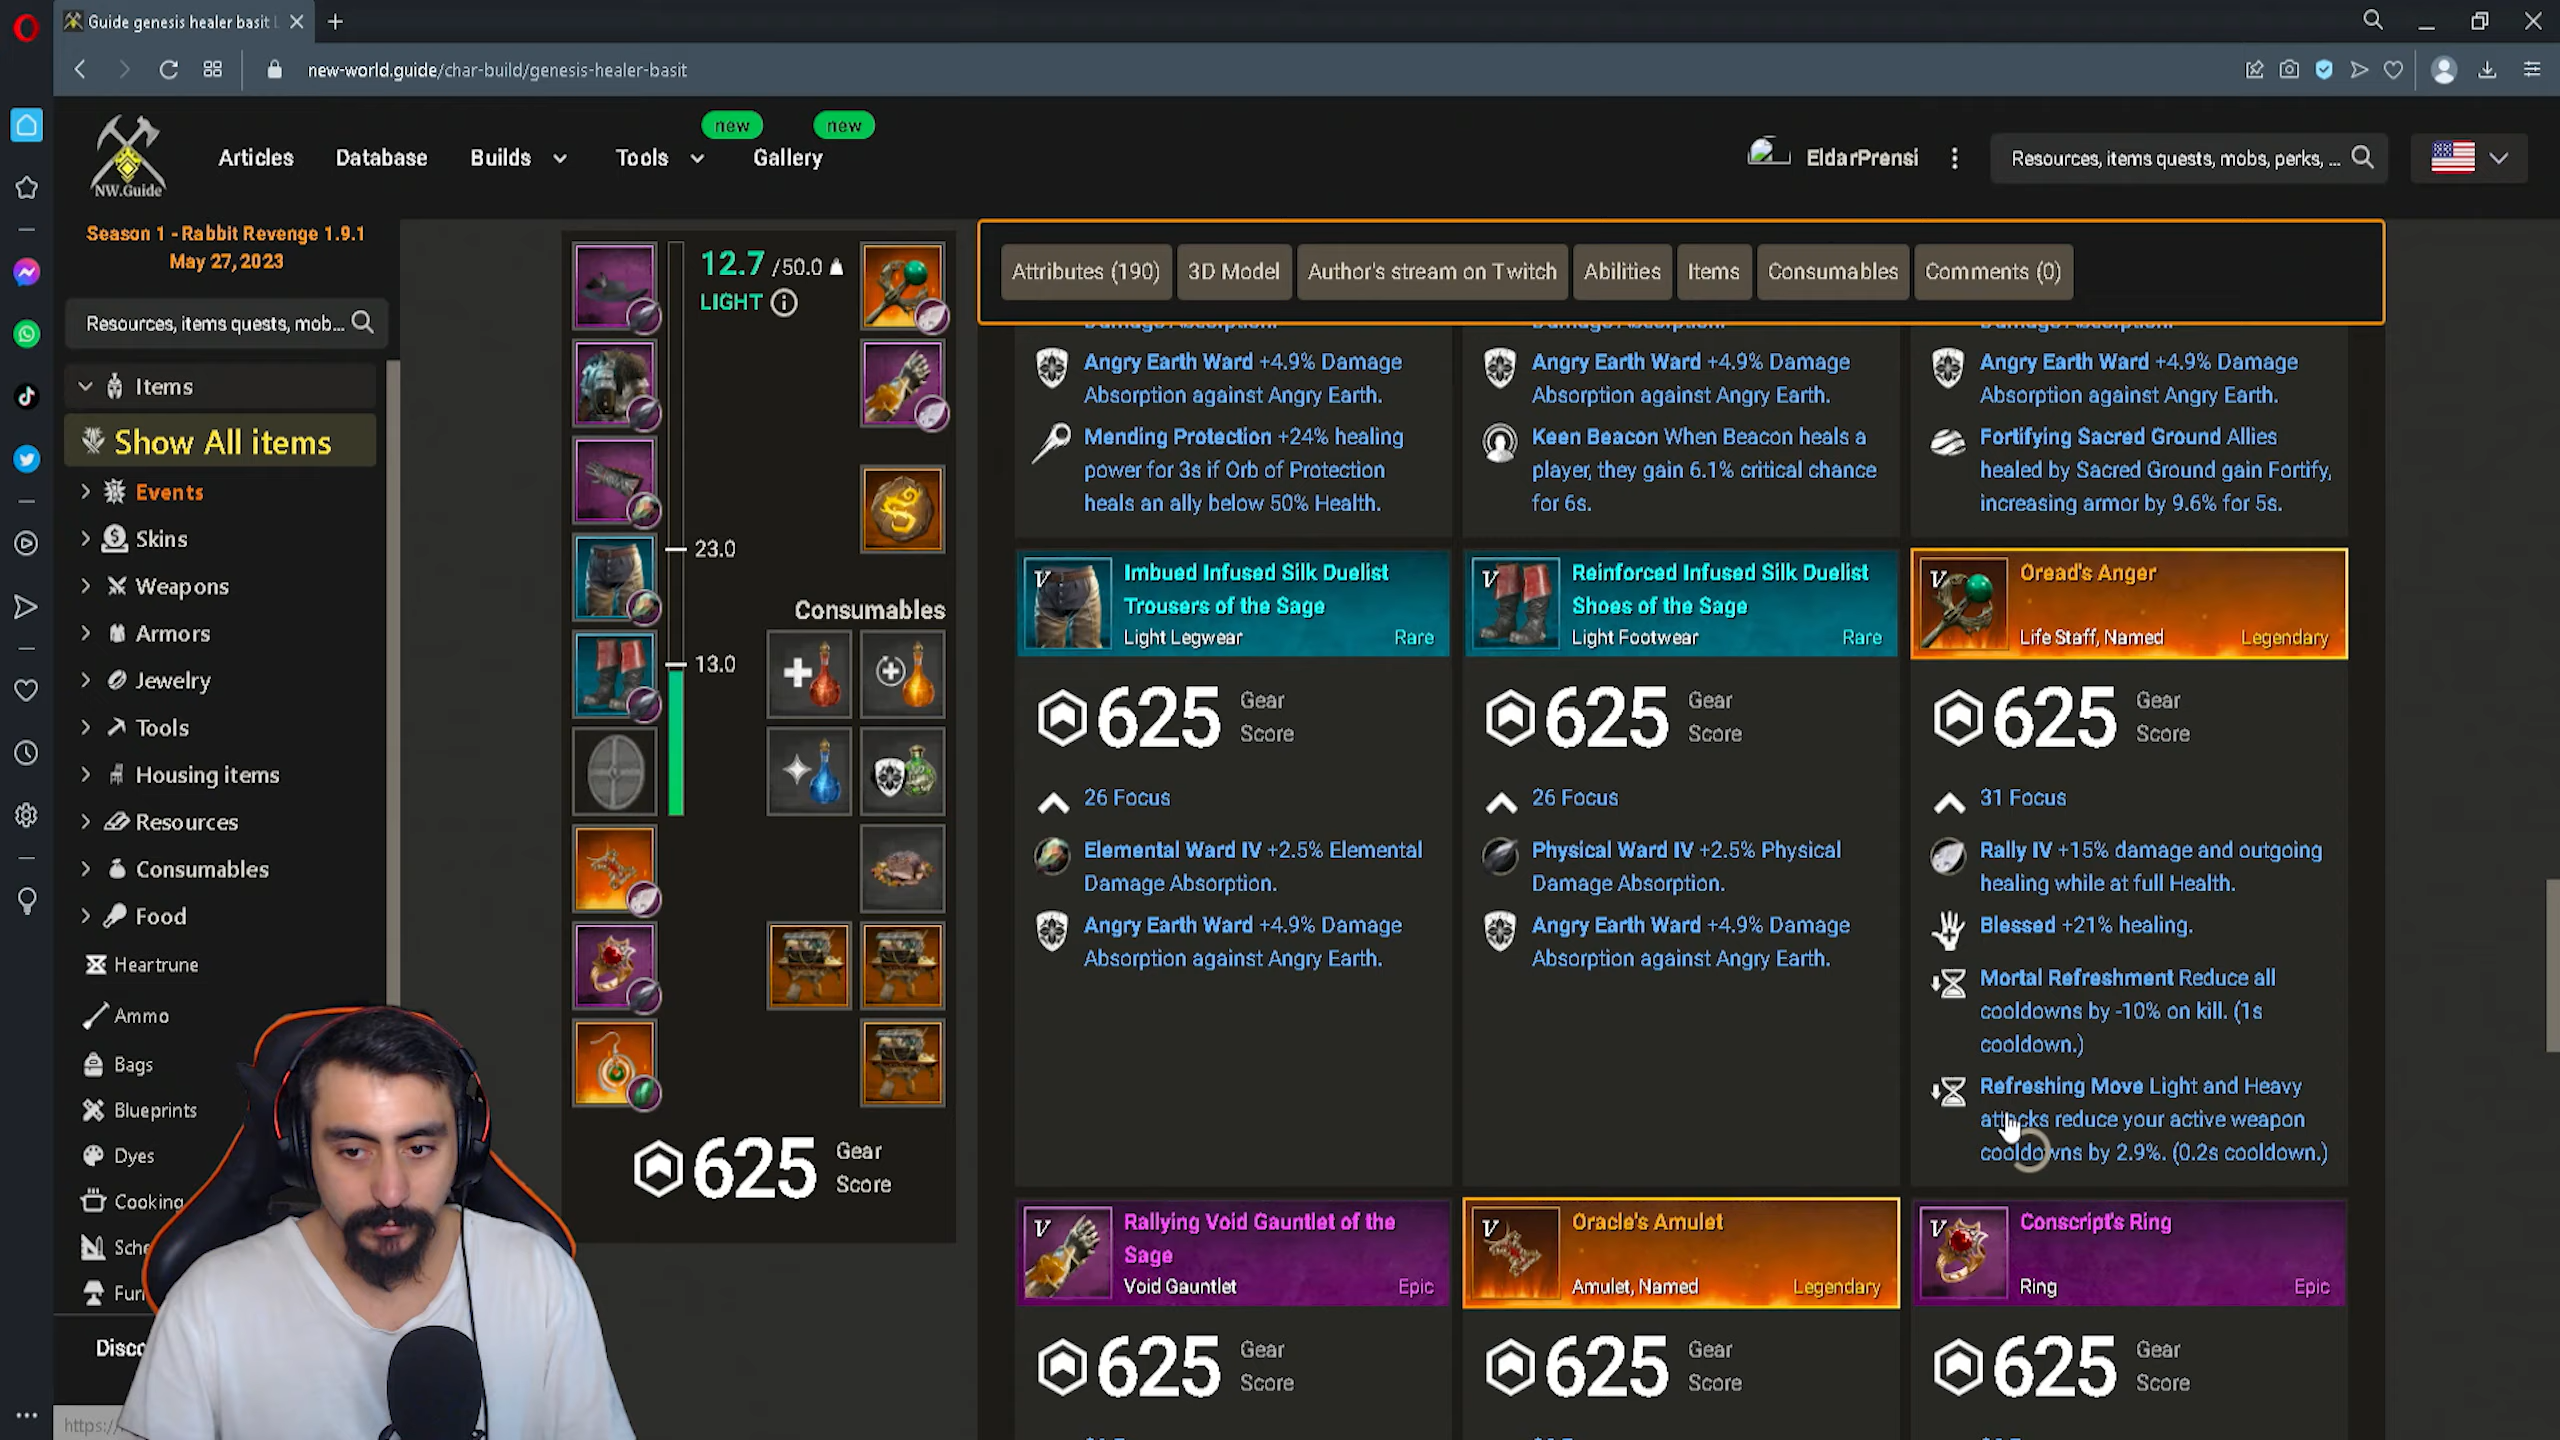 Guide genesis healer basit
new-world.guide/char-build/genesis-healer-basit
NW.Guide
Articles
Database
Builds
new
Tools
new
Gallery
EldarPrensi
Resources, items quests, mobs, perks, ...
Season 1 - Rabbit Revenge 1.9.1
May 27, 2023
Resources, items quests, mob...
Items
Show All items
Events
Skins
Weapons
Armors
Jewelry
Tools
Housing items
Resources
Consumables
Food
Heartrune
Ammo
Bags
Blueprints
Dyes
Cooking
Sche
Fur
Disco
https:/
12.7 /50.0
LIGHT
23.0
13.0
Consumables
625 Gear
Score
Attributes (190)
3D Model
Author's stream on Twitch
Abilities
Items
Consumables
Comments (0)
Damage Absorption.
Angry Earth Ward +4.9% Damage
Absorption against Angry Earth.
Mending Protection +24% healing
power for 3s if Orb of Protection
heals an ally below 50% Health.
Damage Absorption.
Angry Earth Ward +4.9% Damage
Absorption against Angry Earth.
Keen Beacon When Beacon heals a
player, they gain 6.1% critical chance
for 6s.
Damage Absorption.
Angry Earth Ward +4.9% Damage
Absorption against Angry Earth.
Fortifying Sacred Ground Allies
healed by Sacred Ground gain Fortify,
increasing armor by 9.6% for 5s.
V
Imbued Infused Silk Duelist
Trousers of the Sage
Light Legwear
Rare
625 Gear
Score
26 Focus
Elemental Ward IV +2.5% Elemental
Damage Absorption.
Angry Earth Ward +4.9% Damage
Absorption against Angry Earth.
V
Reinforced Infused Silk Duelist
Shoes of the Sage
Light Footwear
Rare
625 Gear
Score
26 Focus
Physical Ward IV +2.5% Physical
Damage Absorption.
Angry Earth Ward +4.9% Damage
Absorption against Angry Earth.
V
Oread's Anger
Life Staff, Named
Legendary
625 Gear
Score
31 Focus
Rally IV +15% damage and outgoing
healing while at full Health.
Blessed +21% healing.
Mortal Refreshment Reduce all
cooldowns by -10% on kill. (1s
cooldown.)
Refreshing Move Light and Heavy
attacks reduce your active weapon
cooldowns by 2.9%. (0.2s cooldown.)
V
Rallying Void Gauntlet of the
Sage
Void Gauntlet
Epic
625 Gear
Score
V
Oracle's Amulet
Amulet, Named
Legendary
625 Gear
Score
V
Conscript's Ring
Ring
Epic
625 Gear
Score